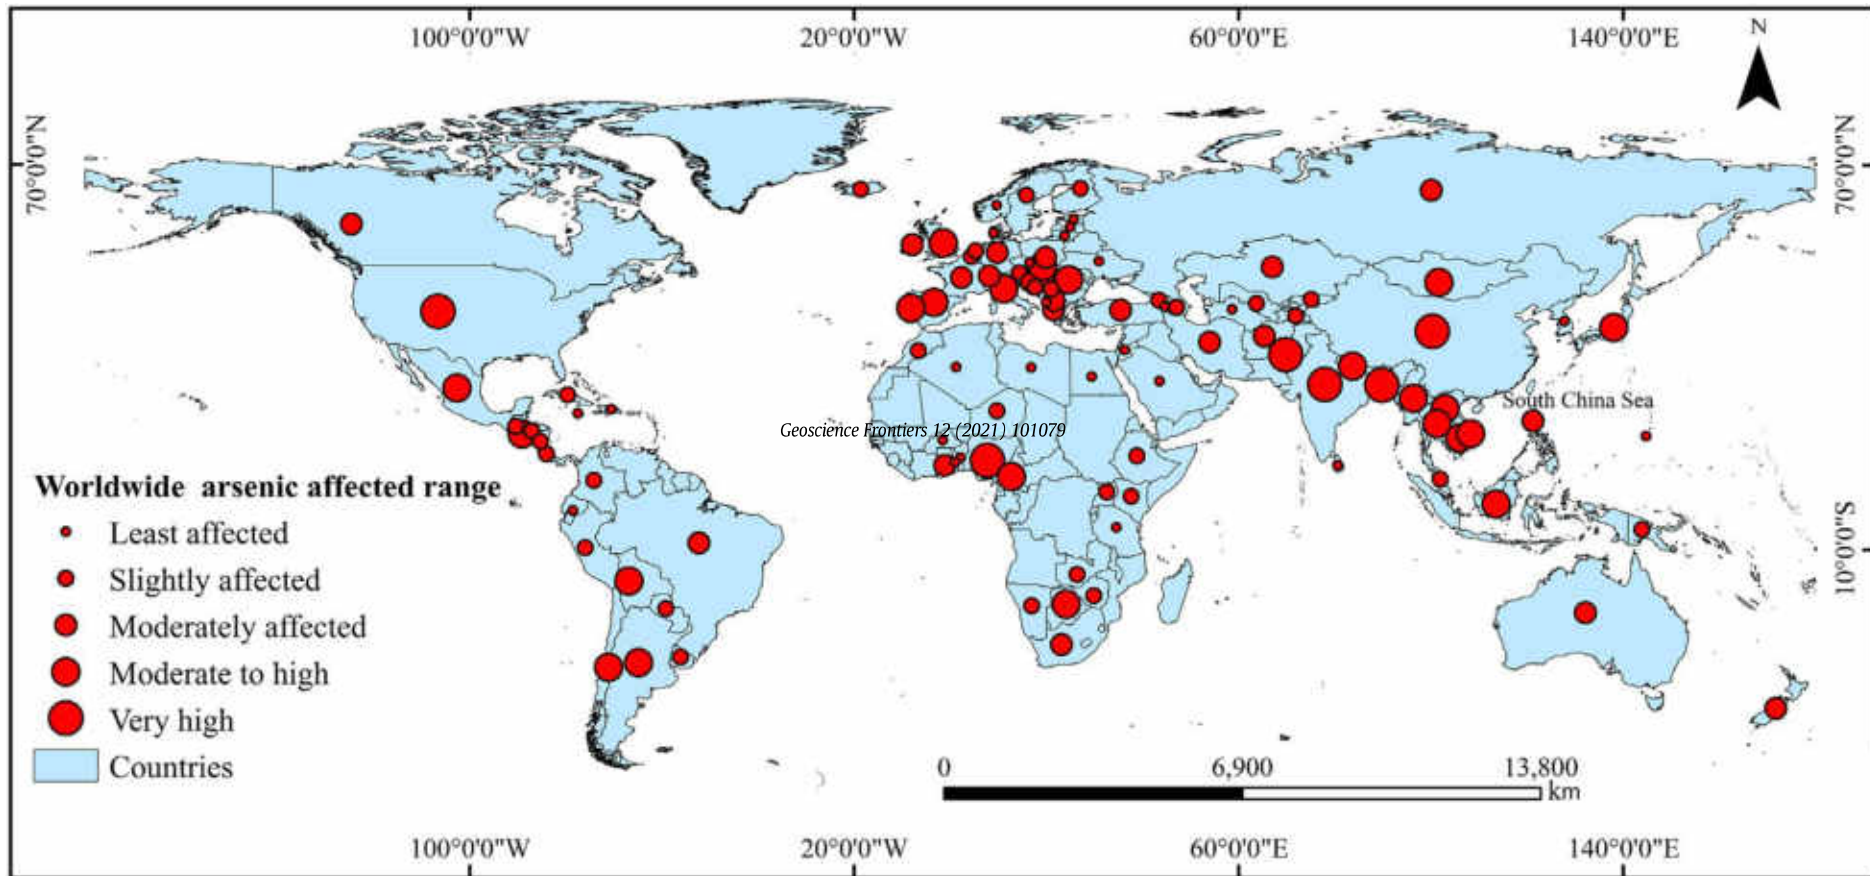 100°0'0"W 20°0'0"W 60°0'0"E 140°0'0"E
N
70°0'0"N 70°0'0"N
South China Sea
Geoscience Frontiers 12 (2021) 101079
Worldwide arsenic affected range
Least affected
Slightly affected
Moderately affected
Moderate to high
Very high
Countries
10°0'0"S
0 6,900 13,800
km
100°0'0"W 20°0'0"W 60°0'0"E 140°0'0"E